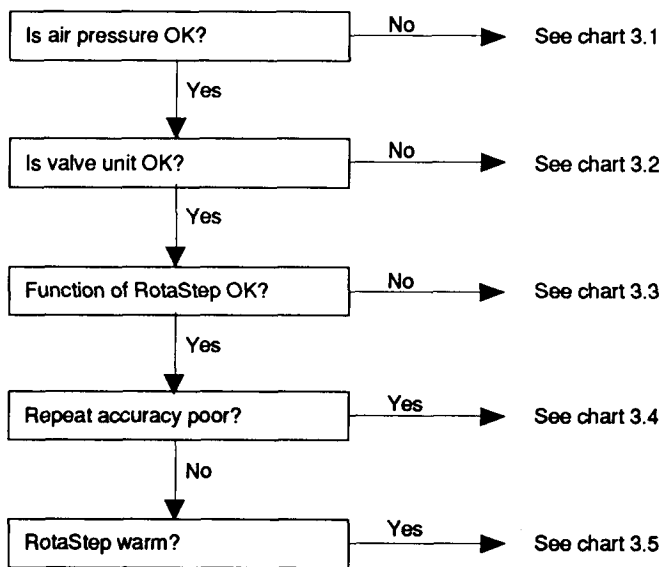 Is air pressure OK?
No
See chart 3.1
Yes
Is valve unit OK?
No
See chart 3.2
Yes
Function of RotaStep OK?
No
See chart 3.3
Yes
Repeat accuracy poor?
Yes
See chart 3.4
No
RotaStep warm?
Yes
See chart 3.5